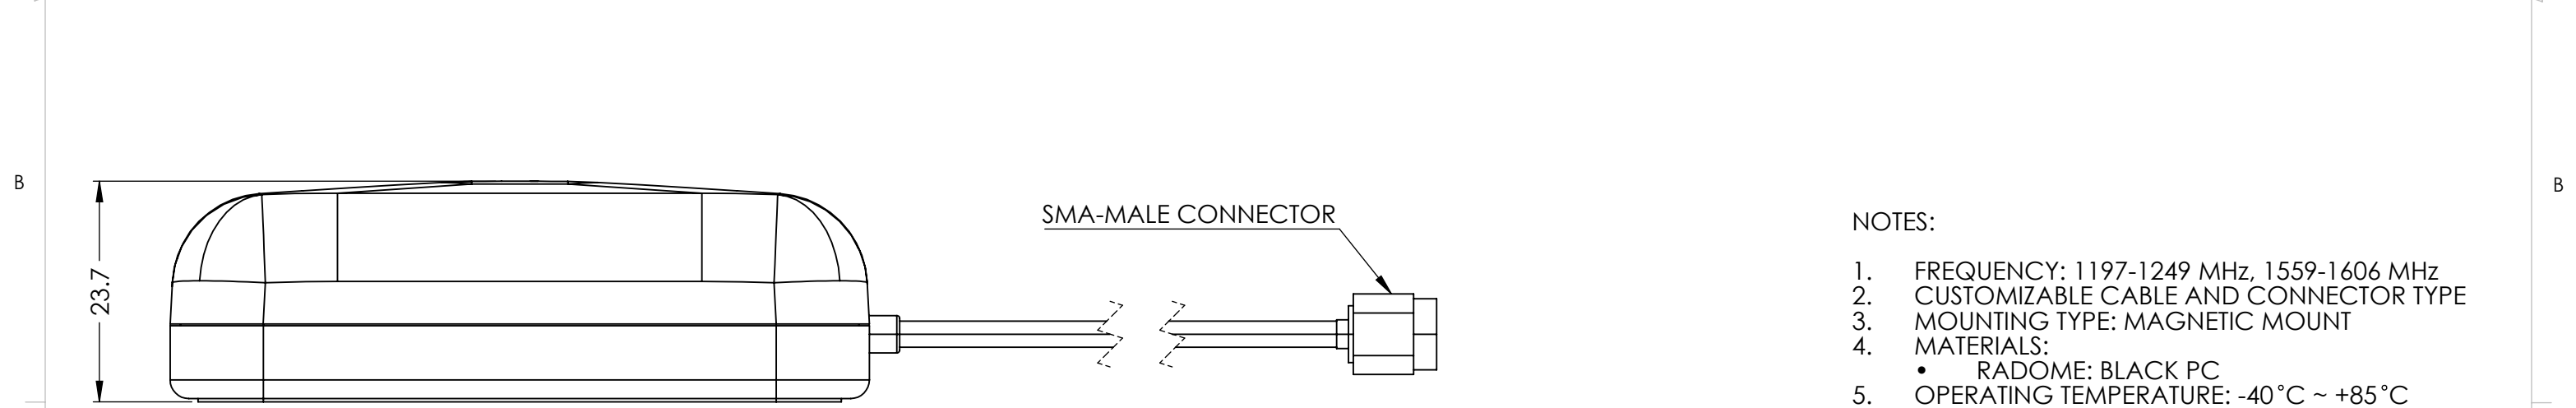 B
23.7
SMA-MALE CONNECTOR
B
NOTES:
1. FREQUENCY: 1197-1249 MHz, 1559-1606 MHz
2. CUSTOMIZABLE CABLE AND CONNECTOR TYPE
3. MOUNTING TYPE: MAGNETIC MOUNT
4. MATERIALS:
• RADOME: BLACK PC
5. OPERATING TEMPERATURE: -40°C ~ +85°C